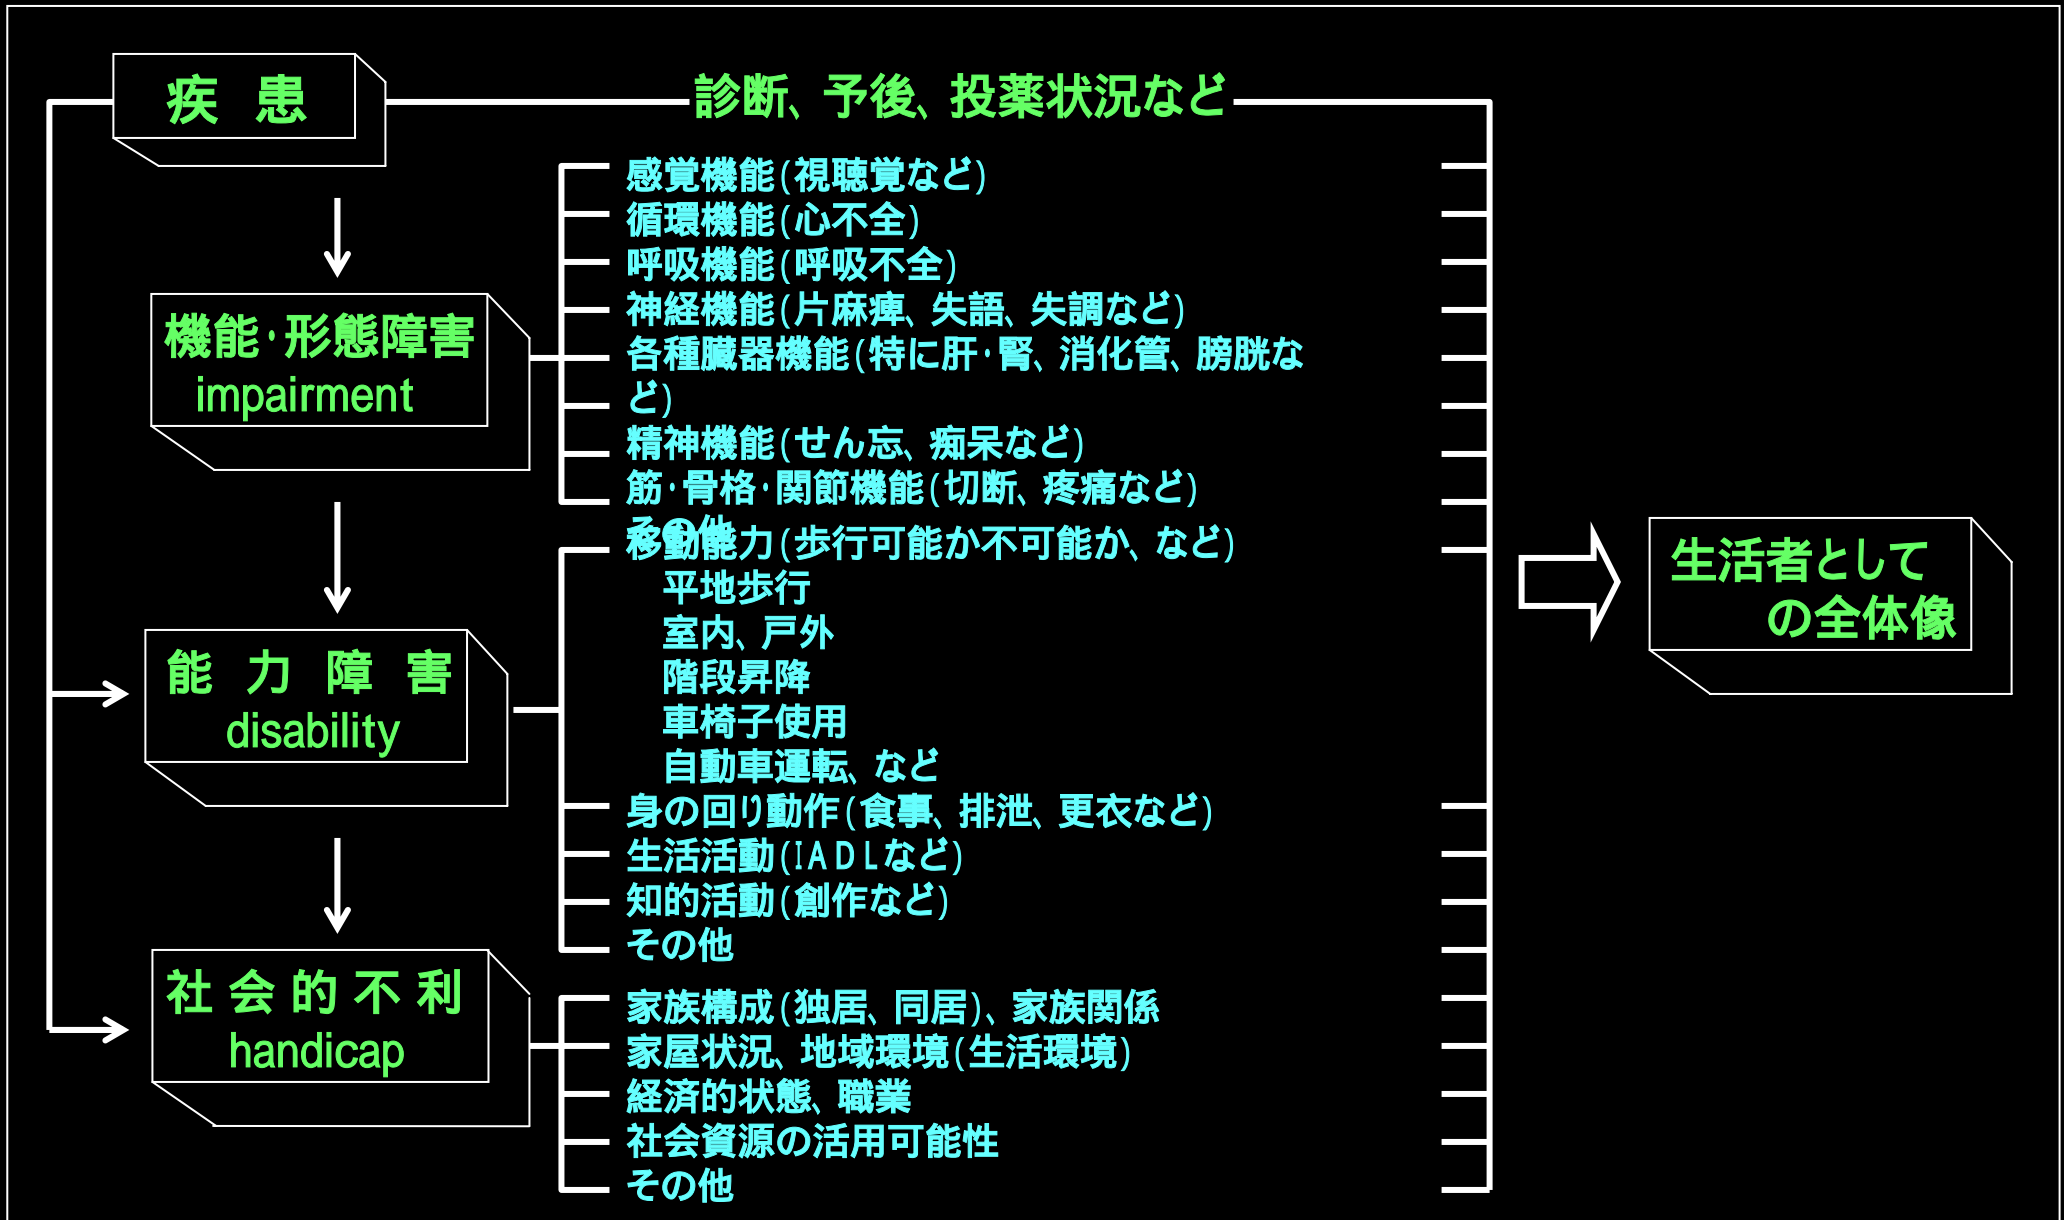 疾　患
診断、予後、投薬状況など
機能・形態障害
impairment
感覚機能(視聴覚など)
循環機能(心不全)
呼吸機能(呼吸不全)
神経機能(片麻痺、失語、失調など)
各種臓器機能(特に肝・腎、消化管、膀胱な
ど)
精神機能(せん忘、痴呆など)
筋・骨格・関節機能(切断、疼痛など)
その他
能　力　障　害
disability
移動能力(歩行可能か不可能か、など)
平地歩行
室内、戸外
階段昇降
車椅子使用
自動車運転、など
身の回り動作(食事、排泄、更衣など)
生活活動(IADLなど)
知的活動(創作など)
その他
社 会 的 不 利
handicap
家族構成(独居、同居)、家族関係
家屋状況、地域環境(生活環境)
経済的状態、職業
社会資源の活用可能性
その他
生活者として
の全体像